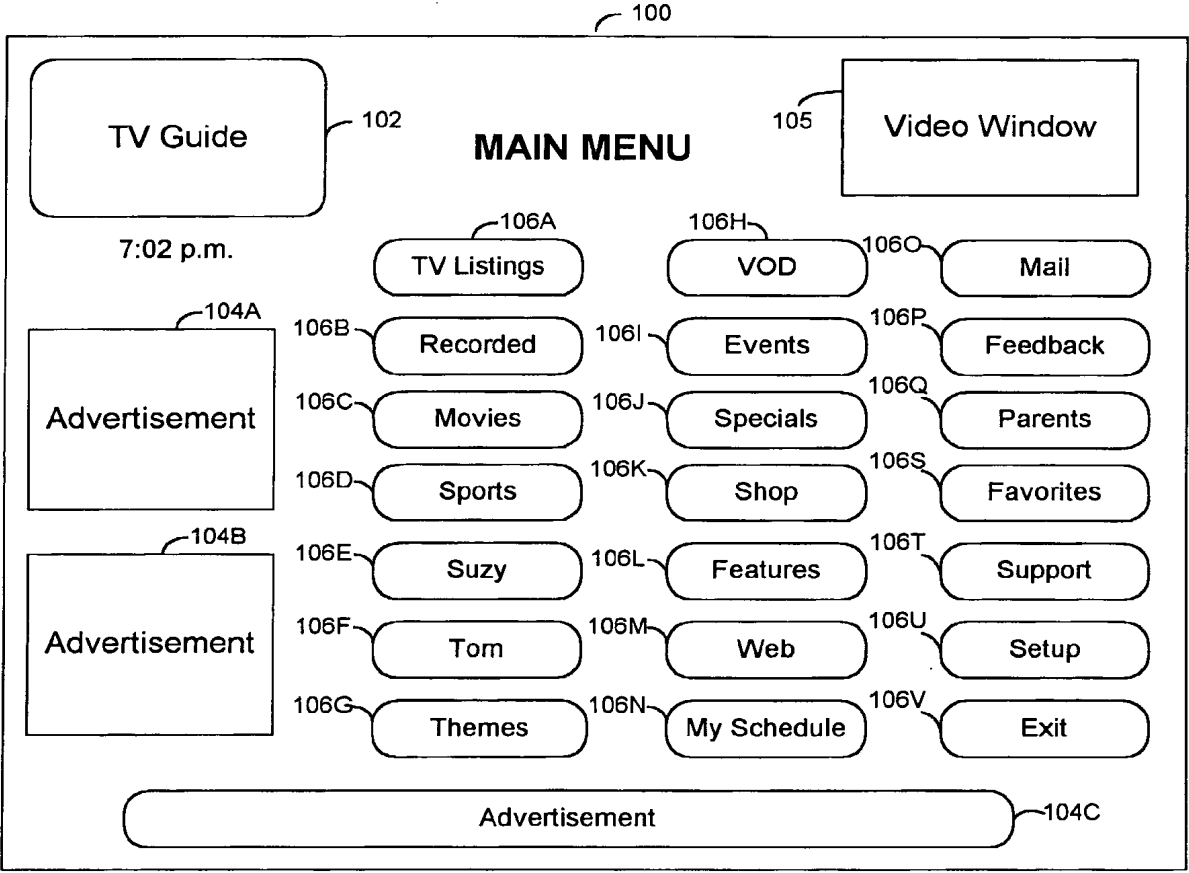 100
TV Guide
102
MAIN MENU
105
Video Window
7:02 p.m.
106A
TV Listings
106H
VOD
106O
Mail
104A
Advertisement
106B
Recorded
106I
Events
106P
Feedback
106C
Movies
106J
Specials
106Q
Parents
106D
Sports
106K
Shop
106S
Favorites
104B
Advertisement
106E
Suzy
106L
Features
106T
Support
106F
Tom
106M
Web
106U
Setup
106G
Themes
106N
My Schedule
106V
Exit
Advertisement
104C